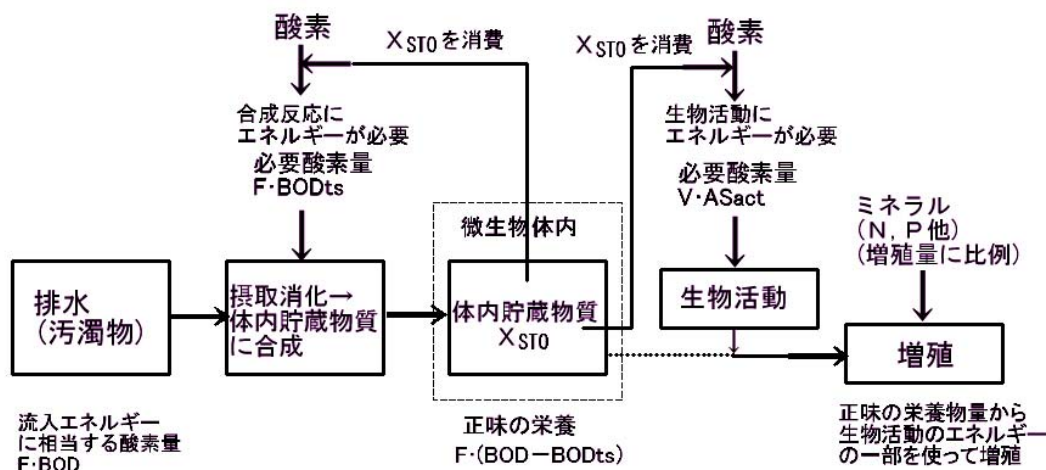 酸素
XSTOを消費
XSTOを消費
酸素
合成反応に
エネルギーが必要
必要酸素量
F・BODts
生物活動に
エネルギーが必要
必要酸素量
V・ASact
ミネラル
(N, P他)
(増殖量に比例)
微生物体内
排水
(汚濁物)
摂取消化→
体内貯蔵物質
に合成
体内貯蔵物質
XSTO
生物活動
増殖
流入エネルギー
に相当する酸素量
F・BOD
正味の栄養
F・(BOD－BODts)
正味の栄養物量から
生物活動のエネルギー
の一部を使って増殖